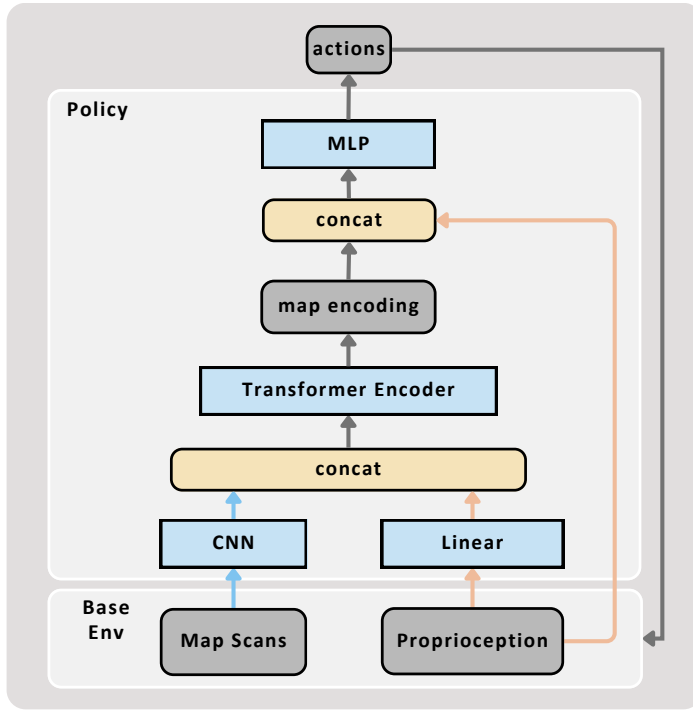 actions
Policy
MLP
concat
map encoding
Transformer Encoder
concat
CNN
Linear
Base
Env
Map Scans
Proprioception